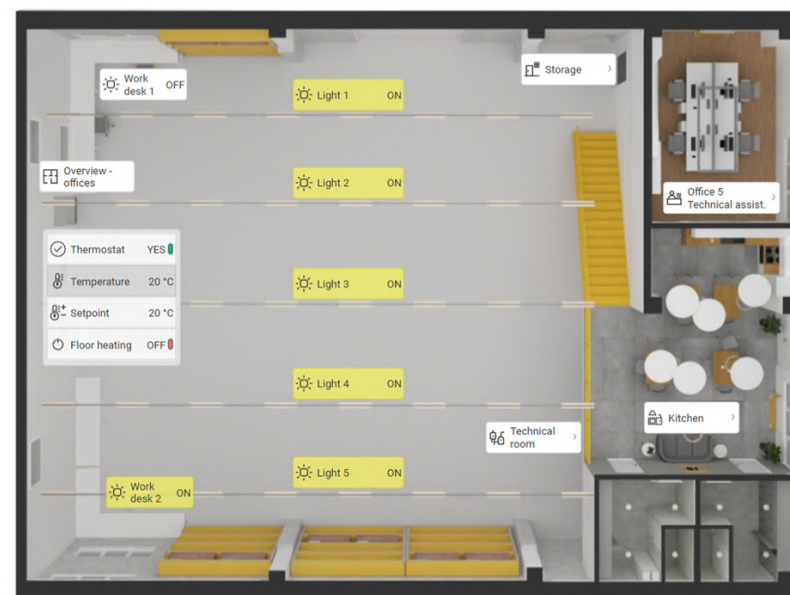 Work
desk 1 OFF
Storage
Light 1 ON
Overview -
offices
Light 2 ON
Office 5
Technical assist.
Thermostat YES
Temperature 20 °C
Setpoint 20 °C
Floor heating OFF
Light 3 ON
Light 4 ON
Kitchen
Technical
room
Light 5 ON
Work
desk 2 ON